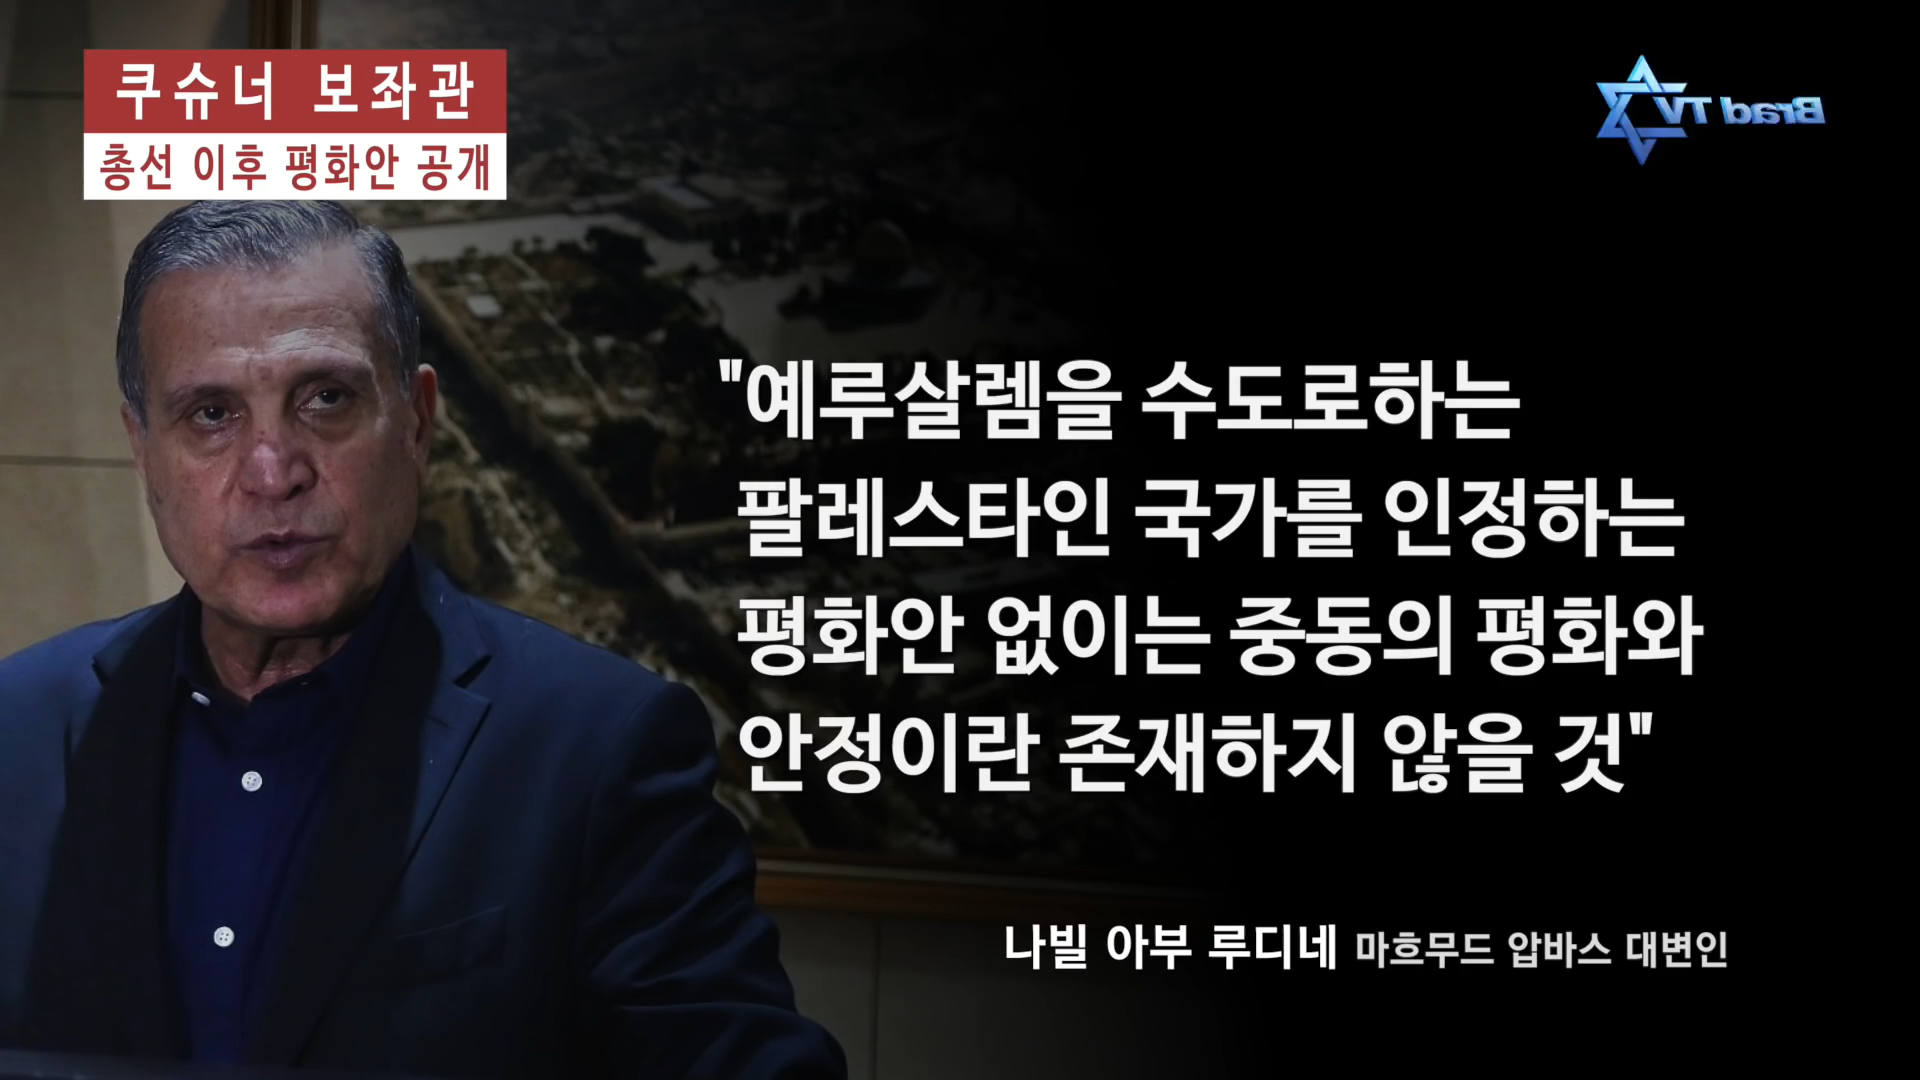 쿠슈너 보좌관
총선 이후 평화안 공개
Brad TV
"예루살렘을 수도로하는
팔레스타인 국가를 인정하는
평화안 없이는 중동의 평화와
안정이란 존재하지 않을 것"
나빌 아부 루디네 마흐무드 압바스 대변인